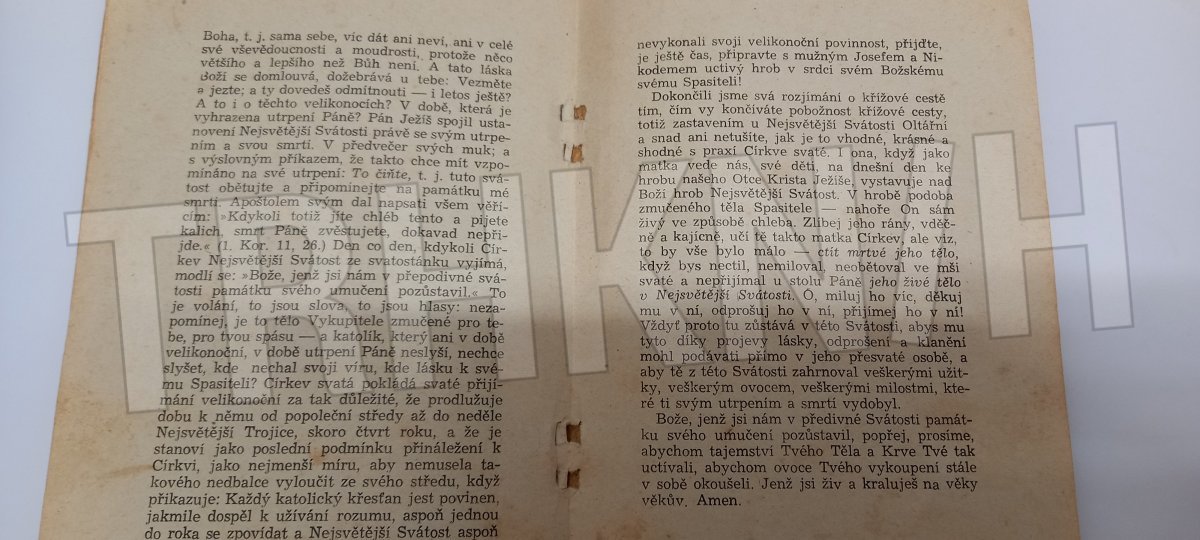 Boha, t. j. sama sebe, víc dát ani neví, ani v celé
své vševědoucnosti a moudrosti, protože něco
většího a lepšího než Bůh není. A tato láska
Boží se domlouvá, dožebrává u tebe: Vezměte
a jezte; a ty dovedeš odmítnouti — i letos ještě?
A to i o těchto velikonocích? V době, která je
vyhrazena utrpení Páně? Pán Ježíš spojil usta-
novení Nejsvětější Svátosti právě se svým utrpe-
ním a svou smrtí. V předvečer svých muk; a
s výslovným příkazem, že takto chce mít vzpo-
mínáno na své utrpení: To čiňte, t. j. tuto svá-
tost obětujte a připomínejte na památku mé
smrti. Apoštolem svým dal napsati všem věří-
cím: »Kdykoli totiž jíte chléb tento a pijete
kalich, smrt Páně zvěstujete, dokavad nepři-
jde.« (1. Kor. 11, 26.) Den co den, kdykoli Cír-
kev Nejsvětější Svátost ze svatostánku vyjímá,
modlí se: »Bože, jenž jsi nám v přepodivné svá-
tosti památku svého umučení pozůstavil.« To
je volání, to jsou slova, to jsou hlasy: neza-
pomínej, je to tělo Vykupitele zmučené pro te-
be, pro tvou spásu — a katolík, který ani v době
velikonoční, v době utrpení Páně neslyší, nechce
slyšet, kde nechal svoji víru, kde lásku k své-
mu Spasiteli? Církev svatá pokládá svaté přijí-
mání velikonoční za tak důležité, že prodlužuje
dobu k němu od popoleční středy až do neděle
Nejsvětější Trojice, skoro čtvrt roku, a že je
stanoví jako poslední podmínku přináležení k
Církvi, jako nejmenší míru, aby nemusela ta-
kového nedbalce vyloučit ze svého středu, když
přikazuje: Každý katolický křesťan jest povinen,
jakmile dospěl k užívání rozumu, aspoň jednou
do roka se zpovídat a Nejsvětější Svátost aspoň
nevykonali svoji velikonoční povinnost, přijďte,
je ještě čas, připravte s mužným Josefem a Ni-
kodemem uctivý hrob v srdci svém Božskému
svému Spasiteli!
Dokončili jsme svá rozjímání o křížové cestě
tím, čím vy končíváte pobožnost křížové cesty,
totiž zastavením u Nejsvětější Svátosti Oltářní
a snad ani netušíte, jak je to vhodné, krásné a
shodné s praxí Církve svaté. I ona, když jako
matka vede nás, své děti, na dnešní den ke
hrobu našeho Otce Krista Ježíše, vystavuje nad
Boží hrob Nejsvětější Svátost. V hrobě podoba
zmučeného těla Spasitele — nahoře On sám
živý ve způsobě chleba. Zlíbej jeho rány, vděč-
ně a kajícně, učí tě takto matka Církev, ale viz,
to by vše bylo málo — ctít mrtvé jeho tělo,
když bys nectil, nemiloval, neobětoval ve mši
svaté a nepřijímal u stolu Páně jeho živé tělo
v Nejsvětější Svátosti. Ó, miluj ho víc, děkuj
mu v ní, odprošuj ho v ní, přijímej ho v ní!
Vždyť proto tu zůstává v této Svátosti, abys mu
tyto díky projevy lásky, odprošení a klanění
mohl podávati přímo v jeho přesvaté osobě, a
aby tě z této Svátosti zahrnoval veškerými užit-
ky, veškerým ovocem, veškerými milostmi, kte-
ré ti svým utrpením a smrtí vydobyl.
Bože, jenž jsi nám v předivné Svátosti památ-
ku svého umučení pozůstavil, popřej, prosíme,
abychom tajemství Tvého Těla a Krve Tvé tak
uctívali, abychom ovoce Tvého vykoupení stále
v sobě okoušeli. Jenž jsi živ a kraluješ na věky
věkův. Amen.